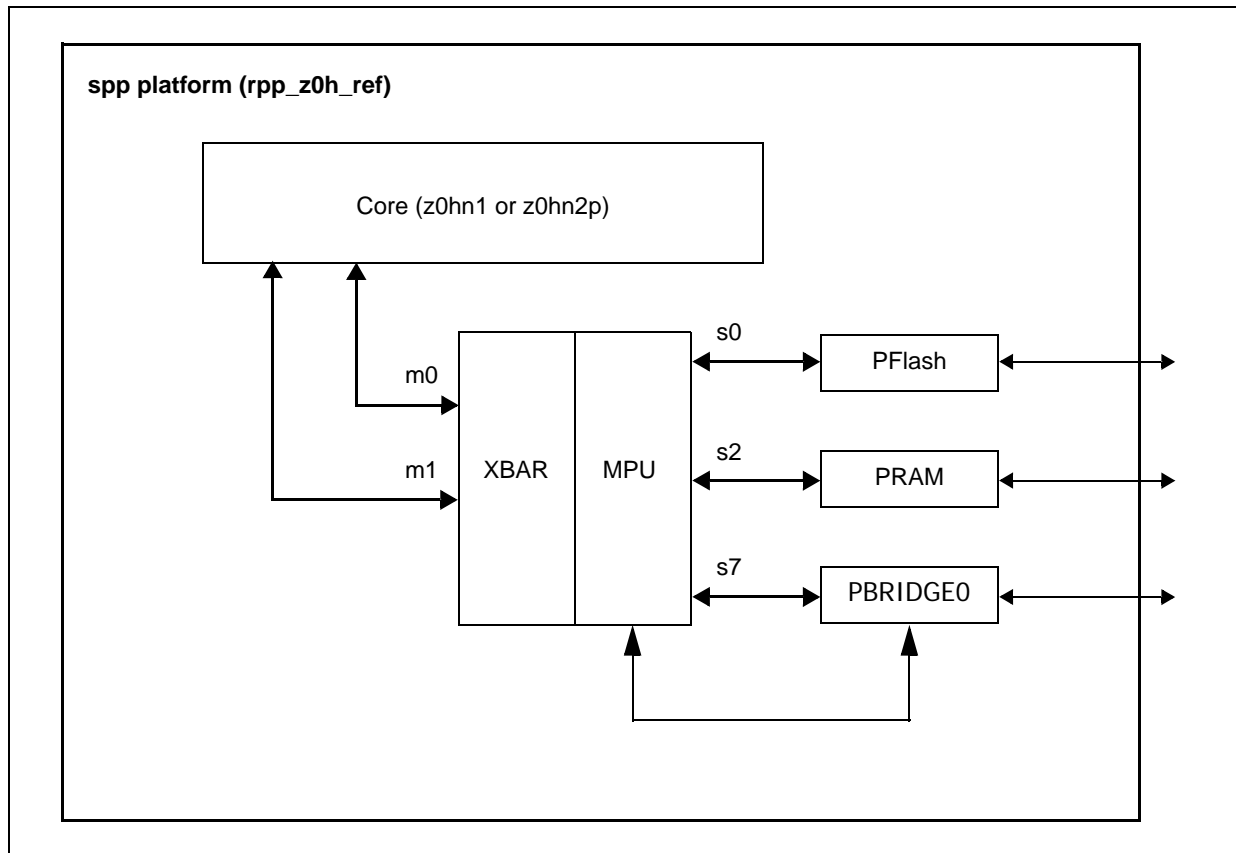 spp platform (rpp_z0h_ref)
Core (z0hn1 or z0hn2p)
s0
PFlash
m0
s2
m1
XBAR
MPU
PRAM
s7
PBRIDGE0